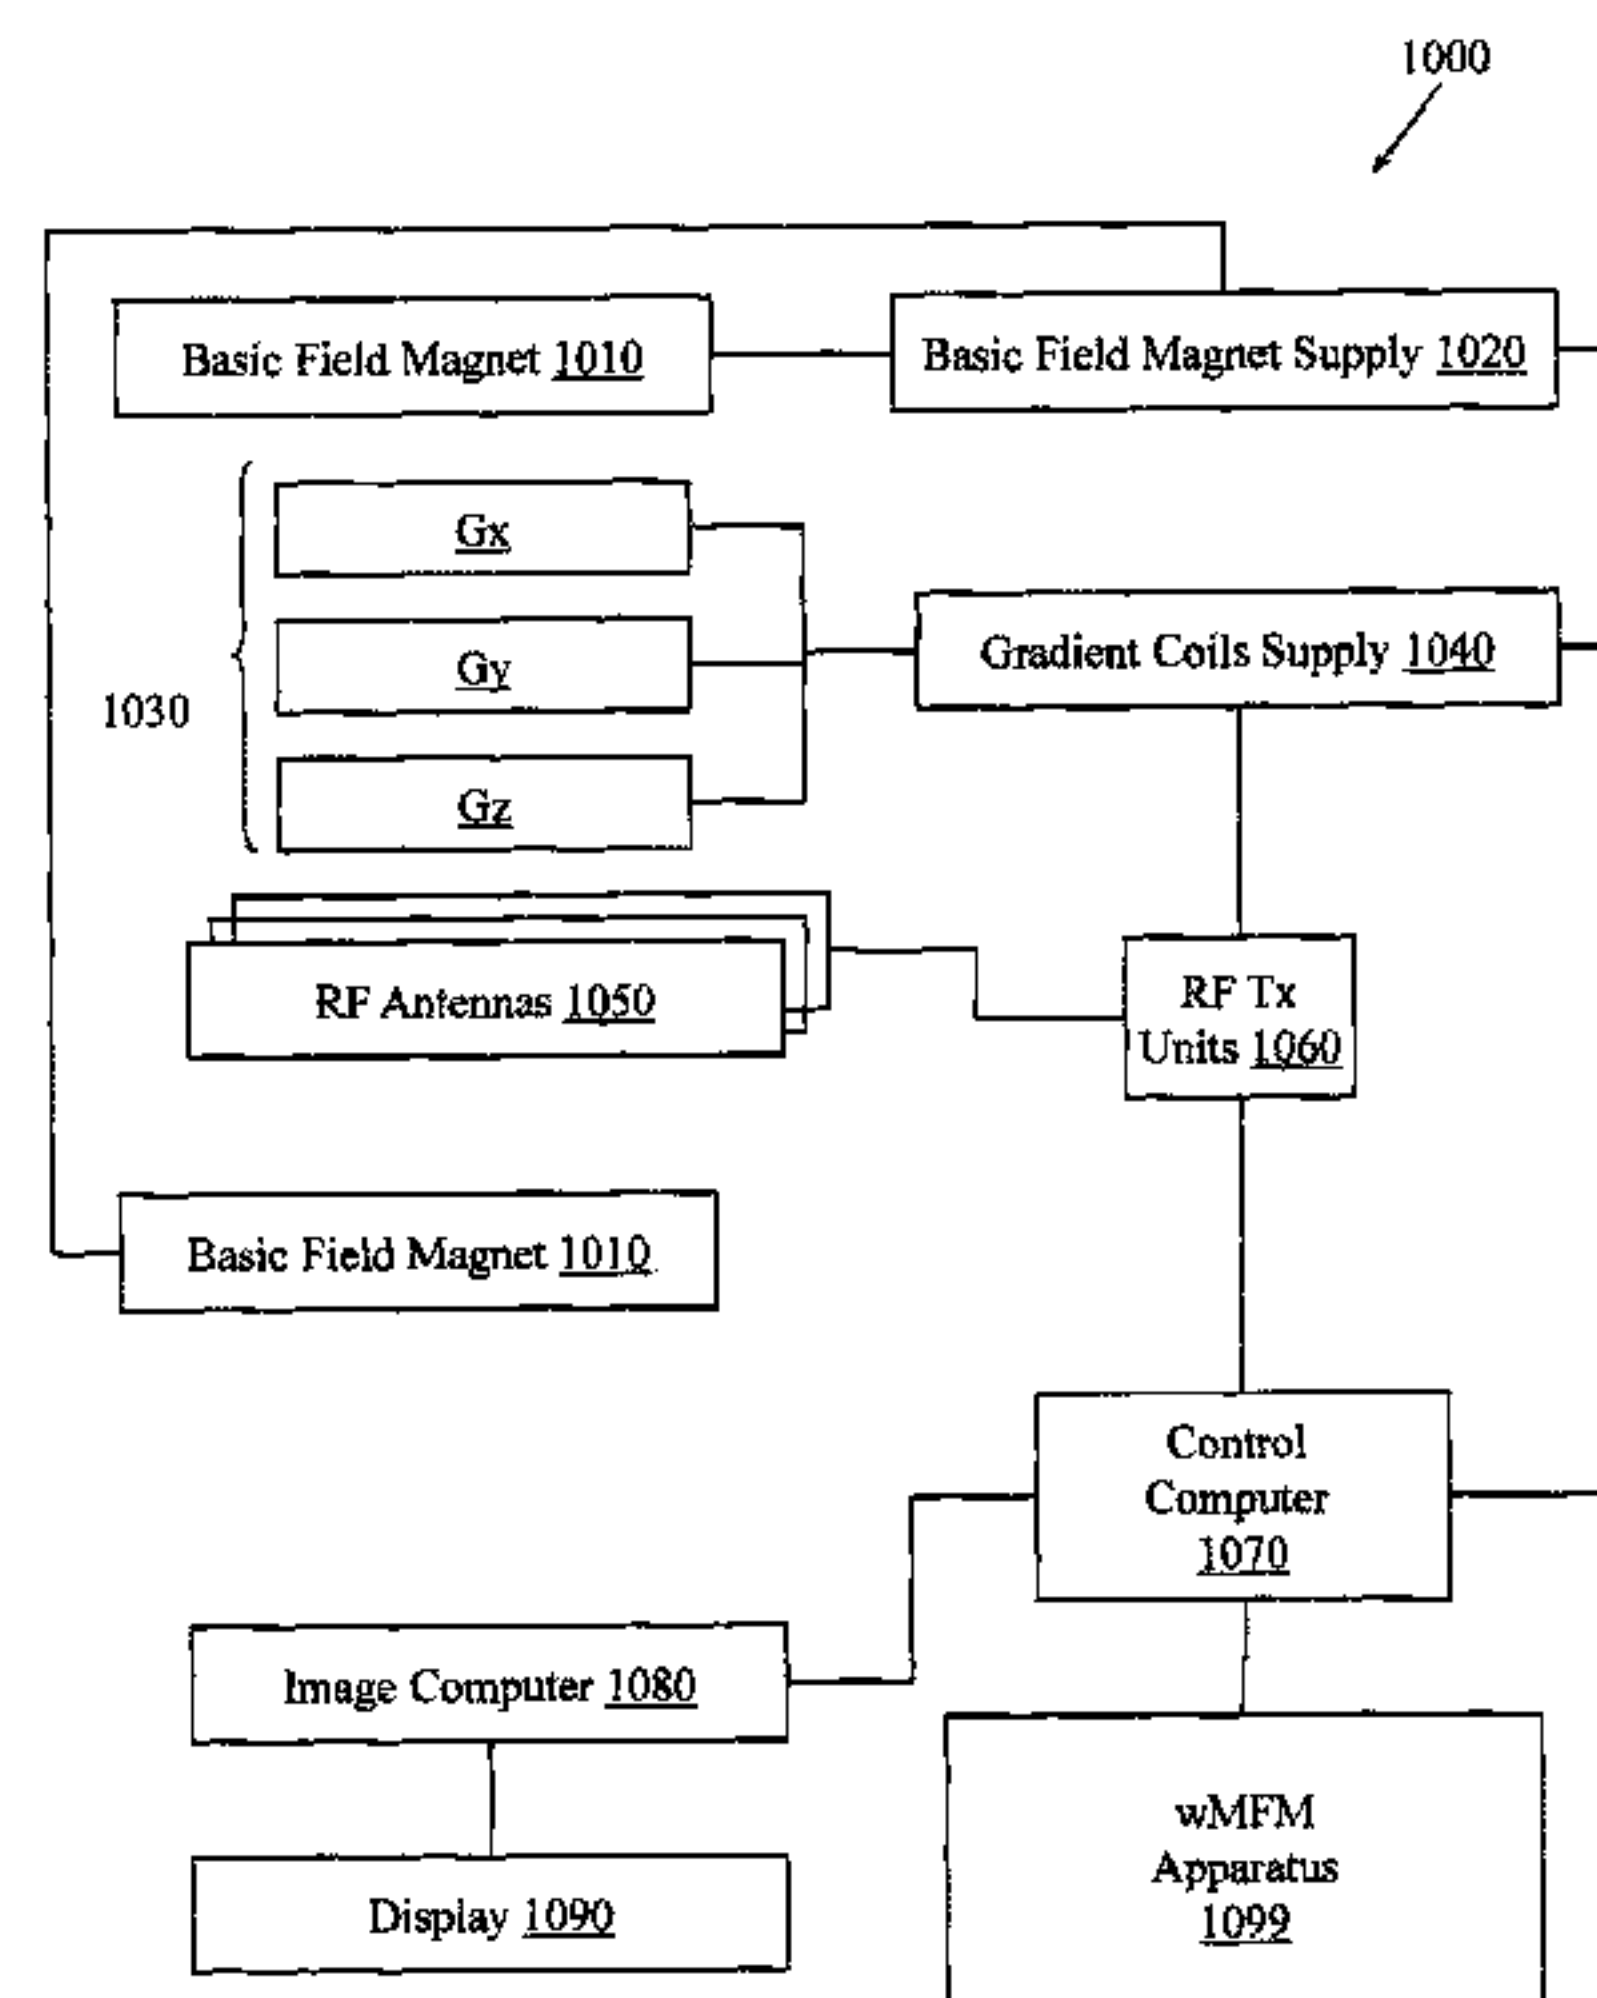 1000
Basic Field Magnet 1010
Basic Field Magnet Supply 1020
Gx
Gy
Gz
1030
Gradient Coils Supply 1040
RF Antennas 1050
RF Tx
Units 1060
Basic Field Magnet 1010
Control
Computer
1070
Image Computer 1080
Display 1090
wMFM
Apparatus
1099